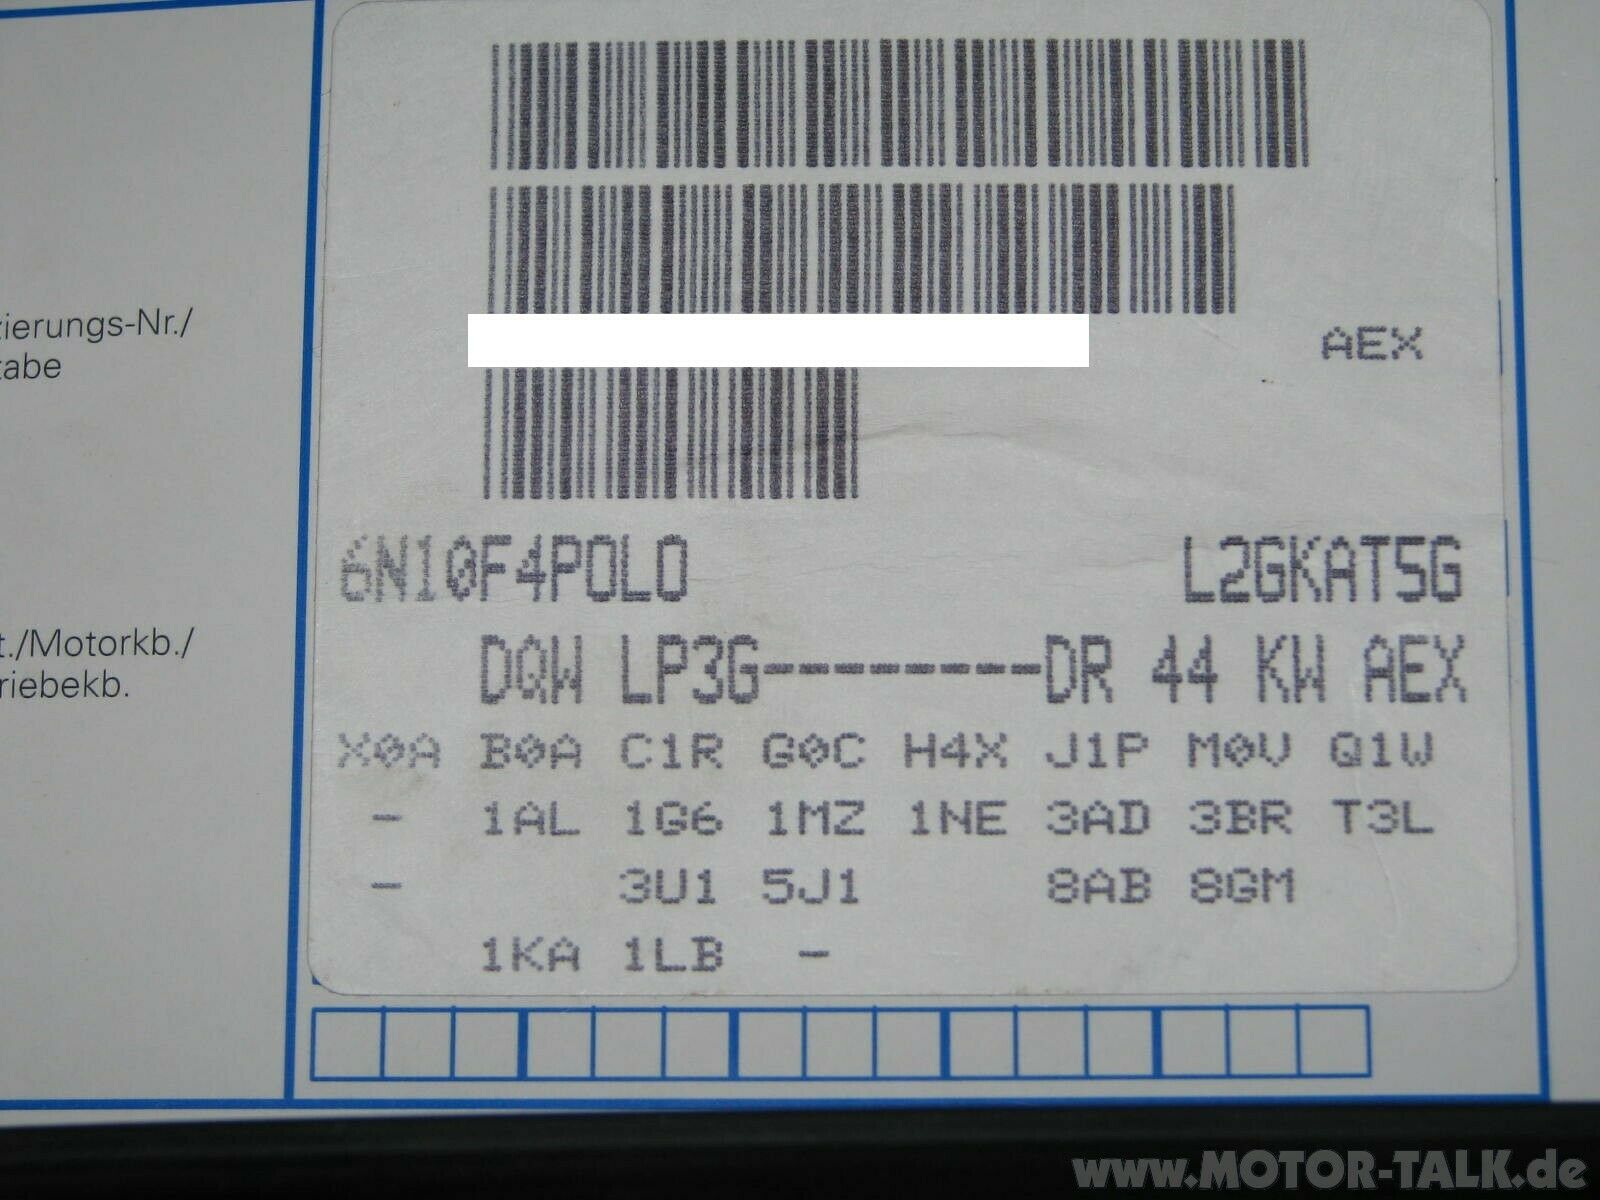 zierungs-Nr./
tabe
AEX
6N10F4POLO L2GKAT5G
t./Motorkb./
riebekb.
DQW LP3G--------DR 44 KW AEX
X0A B0A C1R G0C H4X J1P M0V Q1W
- 1AL 1G6 1MZ 1NE 3AD 3BR T3L
- 3U1 5J1 8AB 8GM
1KA 1LB -
www.MOTOR-TALK.de